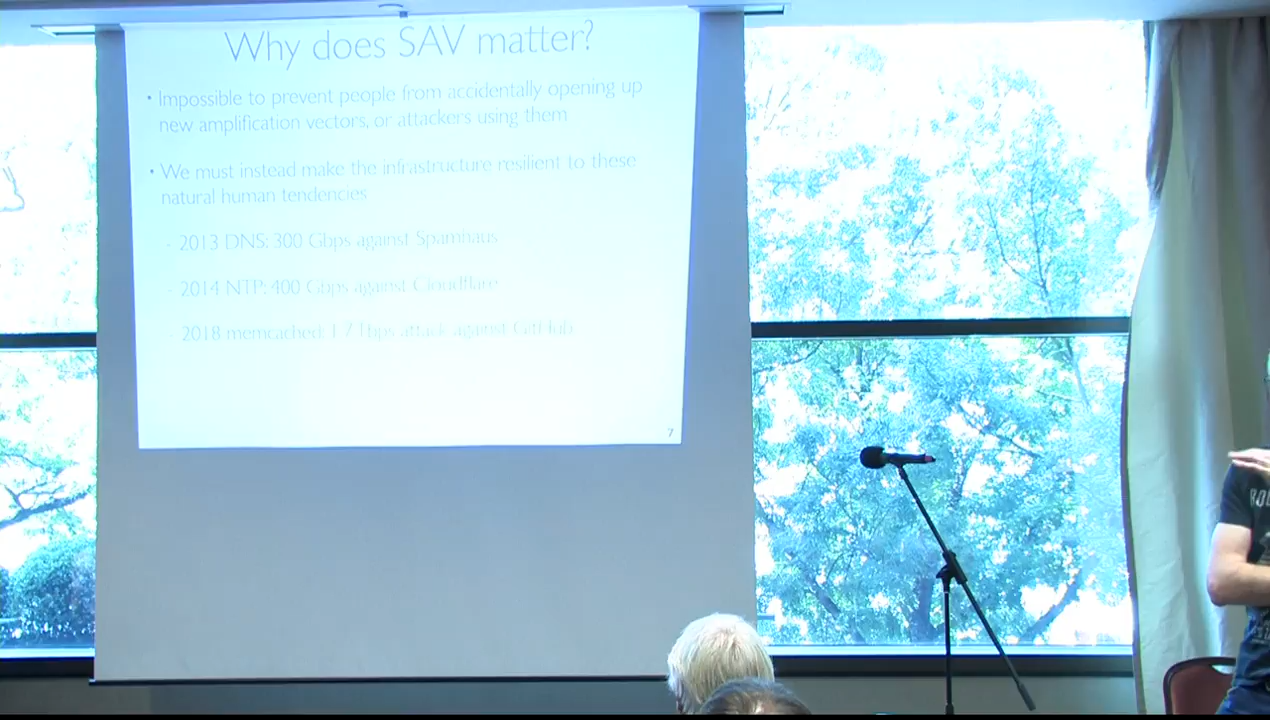 Why does SAV matter?
• Impossible to prevent people from accidentally opening up
new amplification vectors, or attackers using them
• We must instead make the infrastructure resilient to these
natural human tendencies
- 2013 DNS: 300 Gbps against Spamhaus
- 2014 NTP: 400 Gbps against Cloudflare
- 2018 memcached: 1.7 Tbps attack against GitHub
7